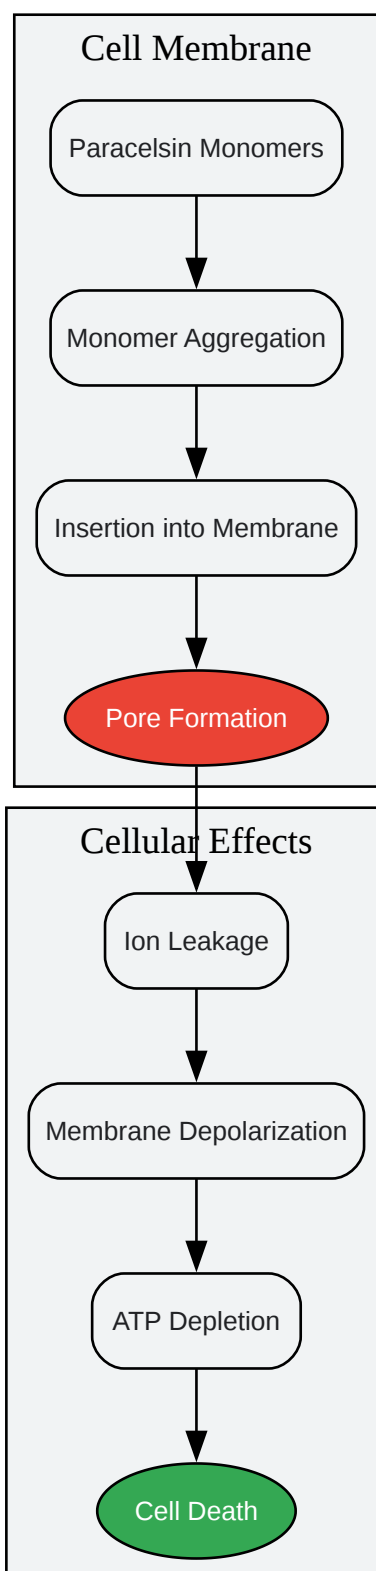 Cell Membrane
Paracelsin Monomers
Monomer Aggregation
Insertion into Membrane
Pore Formation
Cellular Effects
Ion Leakage
Membrane Depolarization
ATP Depletion
Cell Death